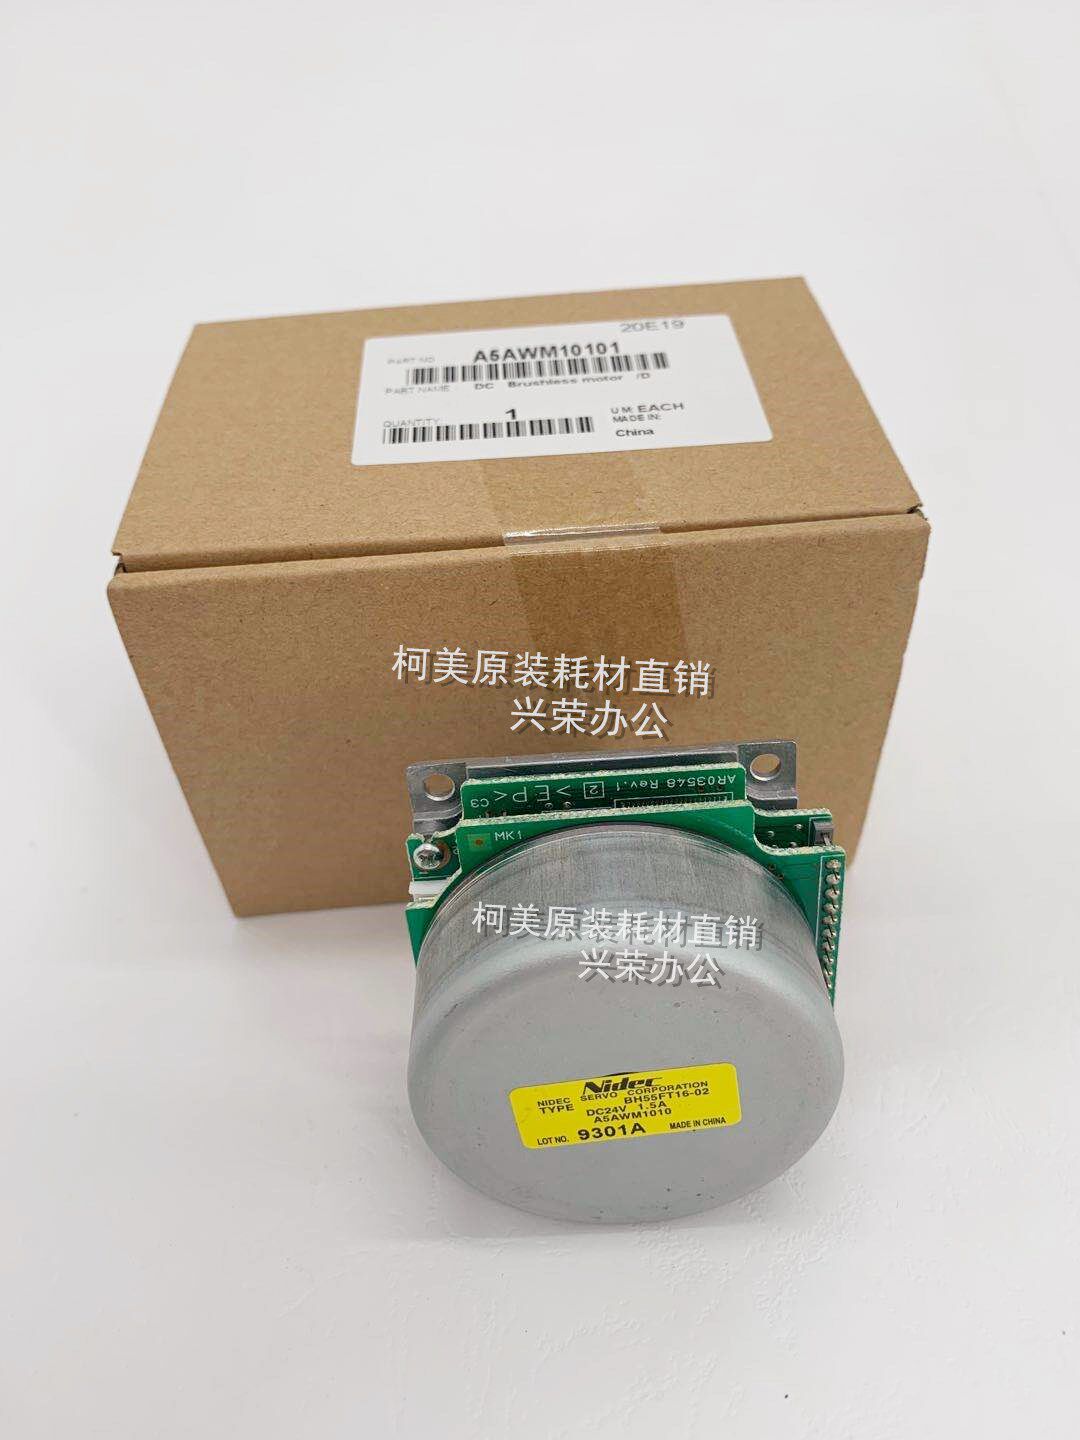 20E19
PART NO. A5AWM10101
PART NAME DC Brushless motor /D
QUANTITY: 1 U M: EACH
MADE IN:
China
柯美原装耗材直销
兴荣办公
AR03548 Rev.1
2 >EP< C3
MK1
柯美原装耗材直销
兴荣办公
Nidec
NIDEC SERVO CORPORATION
TYPE BH55FT16-02
DC24V 1.5A
A5AWM1010
LOT NO. 9301A MADE IN CHINA